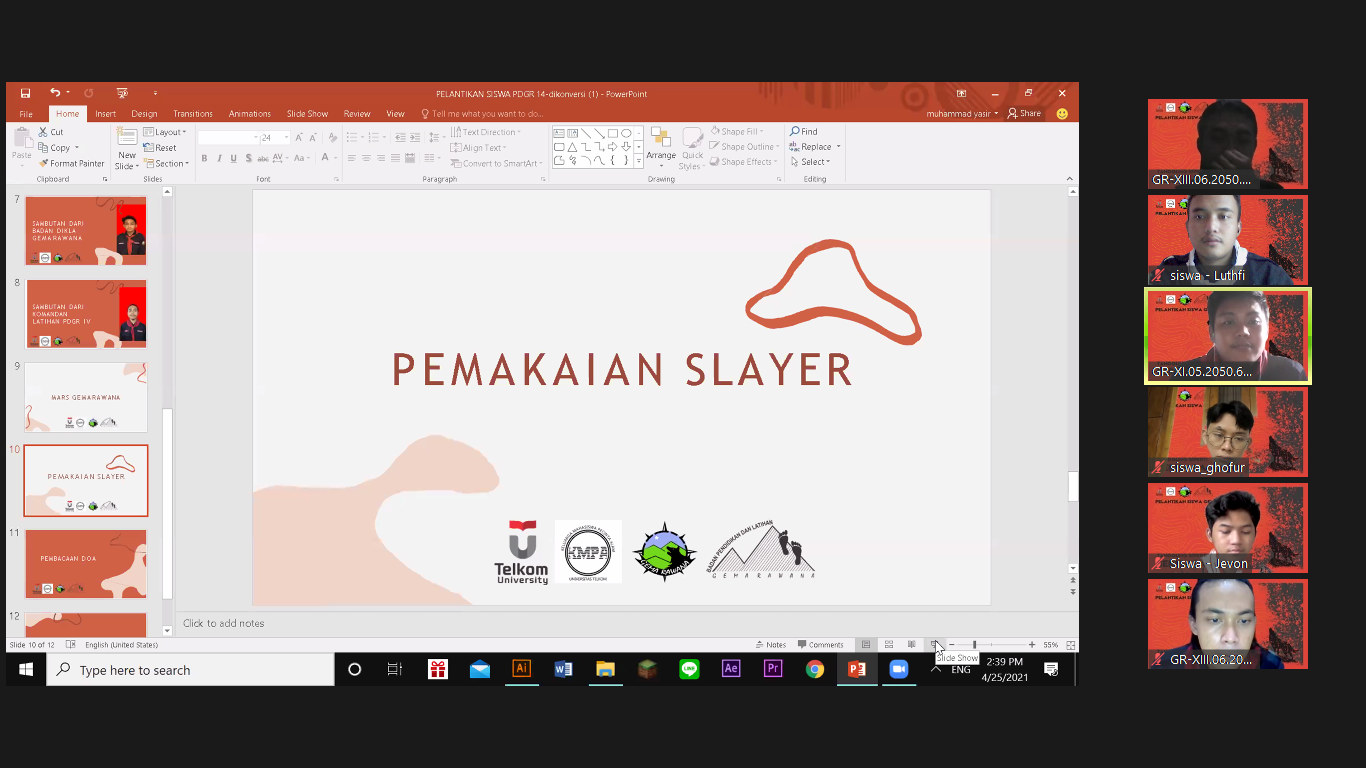 PELANTIKAN SISWA PDGR 14-dikonversi (1) - PowerPoint
File Home Insert Design Transitions Animations Slide Show Review View Tell me what you want to do...
muhammad yasir Share
Paste
Cut
Copy
Format Painter
Clipboard
New
Slide
Layout
Reset
Section
Slides
24
Font
Text Direction
Align Text
Convert to SmartArt
Paragraph
Arrange
Quick
Styles
Shape Fill
Shape Outline
Shape Effects
Drawing
Find
Replace
Select
Editing
7
SAMBUTAN DARI
BADAN DIKLA
GEMARAWANA
8
SAMBUTAN DARI
KOMANDAN
LATIHAN PDGR IV
9
MARS GEMARAWANA
10
PEMAKAIAN SLAYER
11
PEMBACAAN DOA
12
PEMAKAIAN SLAYER
Telkom
University
KMPA
UNIVERSITAS TELKOM
GEMA RAWANA
BADAN PENDIDIKAN DAN LATIHAN
GEMARAWANA
Click to add notes
Slide 10 of 12 English (United States)
Notes Comments 55%
Slide Show
Type here to search
Ai
Ae
Pr
ENG
2:39 PM
4/25/2021
GR-XIII.06.2050....
siswa - Luthfi
GR-XI.05.2050.6...
siswa_ghofur
Siswa - Jevon
GR-XIII.06.20...